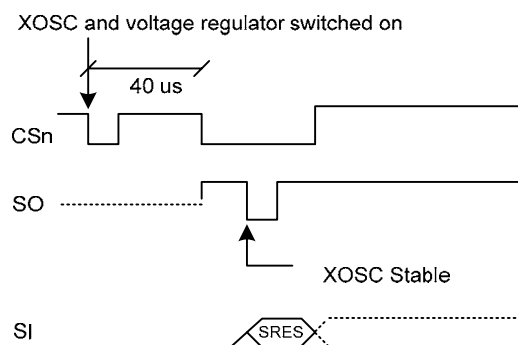 XOSC and voltage regulator switched on
40 us
CSn
SO
XOSC Stable
SI
SRES